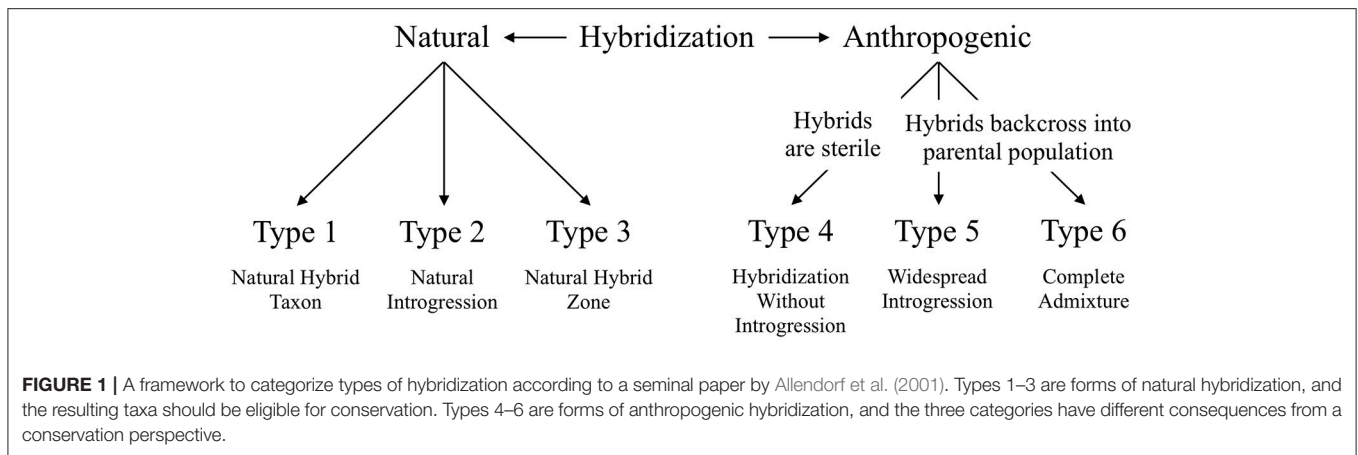 Natural Hybridization Anthropogenic
Hybrids
are sterile
Hybrids backcross into
parental population
Type 1
Natural Hybrid
Taxon
Type 2
Natural
Introgression
Type 3
Natural Hybrid
Zone
Type 4
Hybridization
Without
Introgression
Type 5
Widespread
Introgression
Type 6
Complete
Admixture
FIGURE 1 | A framework to categorize types of hybridization according to a seminal paper by Allendorf et al. (2001). Types 1–3 are forms of natural hybridization, and
the resulting taxa should be eligible for conservation. Types 4–6 are forms of anthropogenic hybridization, and the three categories have different consequences from a
conservation perspective.